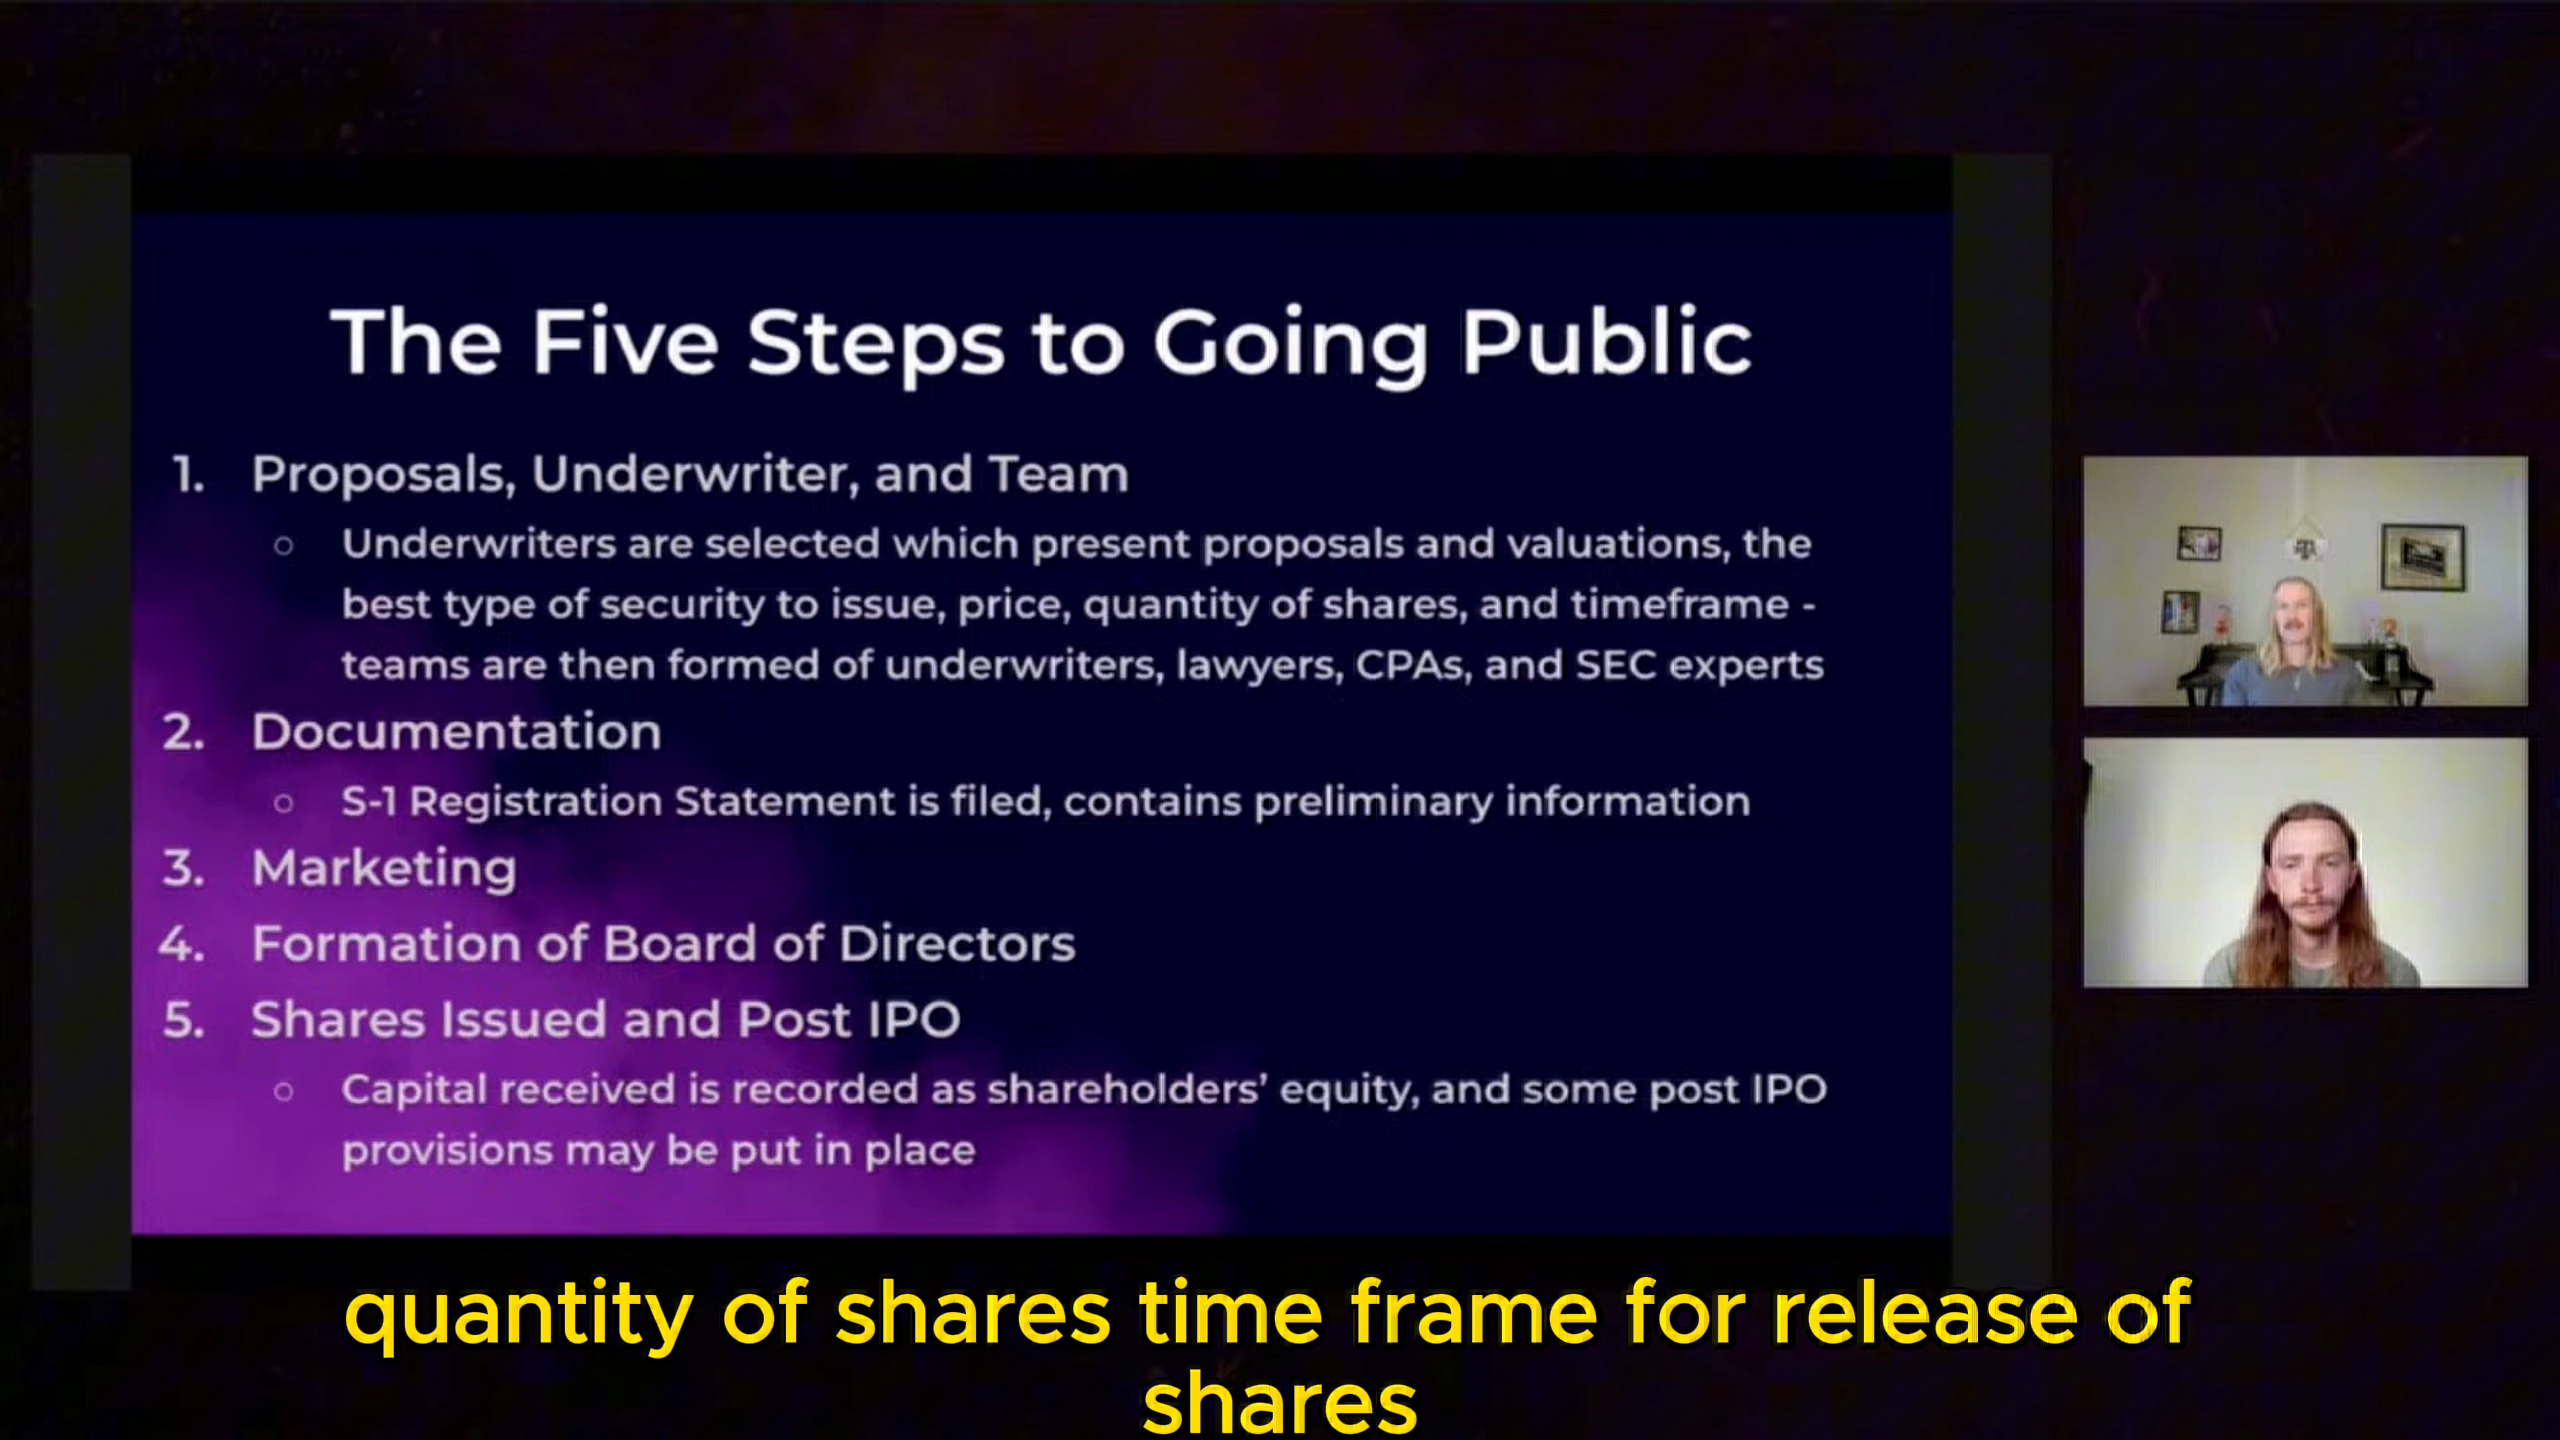 The Five Steps to Going Public
1. Proposals, Underwriter, and Team
○ Underwriters are selected which present proposals and valuations, the
best type of security to issue, price, quantity of shares, and timeframe -
teams are then formed of underwriters, lawyers, CPAs, and SEC experts
2. Documentation
○ S-1 Registration Statement is filed, contains preliminary information
3. Marketing
4. Formation of Board of Directors
5. Shares Issued and Post IPO
○ Capital received is recorded as shareholders’ equity, and some post IPO
provisions may be put in place
quantity of shares time frame for release of
shares